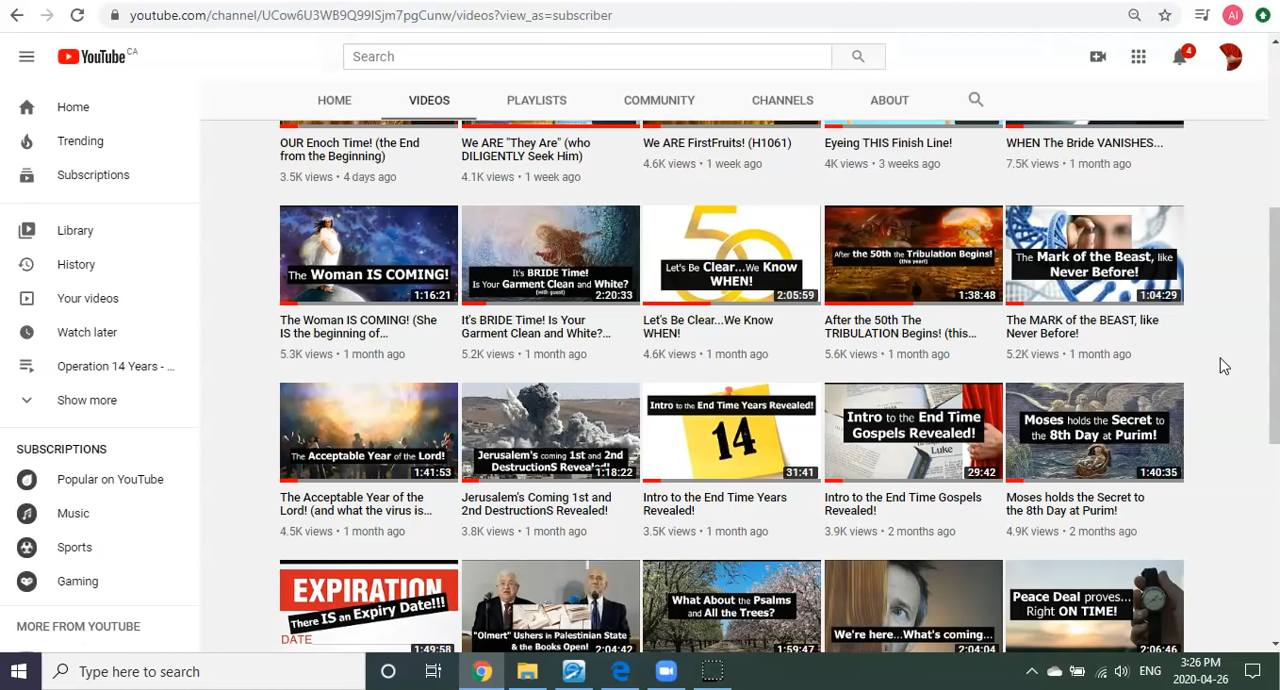 youtube.com/channel/UCow6U3WB9Q99ISjm7pgCunw/videos?view_as=subscriber
AI
YouTube CA
Search
4
HOME
VIDEOS
PLAYLISTS
COMMUNITY
CHANNELS
ABOUT
Home
Trending
Subscriptions
Library
History
Your videos
Watch later
Operation 14 Years - ...
Show more
SUBSCRIPTIONS
Popular on YouTube
Music
Sports
Gaming
MORE FROM YOUTUBE
OUR Enoch Time! (the End
from the Beginning)
3.5K views • 4 days ago
We ARE "They Are" (who
DILIGENTLY Seek Him)
4.1K views • 1 week ago
We ARE FirstFruits! (H1061)
4.6K views • 1 week ago
Eyeing THIS Finish Line!
4K views • 3 weeks ago
WHEN The Bride VANISHES...
7.5K views • 1 month ago
The Woman IS COMING!
1:16:21
The Woman IS COMING! (She
IS the beginning of...
5.3K views • 1 month ago
It's BRIDE Time!
Is Your Garment Clean and White?
(with guest)
2:20:33
It's BRIDE Time! Is Your
Garment Clean and White?...
5.2K views • 1 month ago
50
Let's Be Clear...We Know
WHEN!
2:05:59
Let's Be Clear...We Know
WHEN!
4.6K views • 1 month ago
After the 50th the Tribulation Begins!
(this year!)
1:38:48
After the 50th The
TRIBULATION Begins! (this...
5.6K views • 1 month ago
The Mark of the Beast, like
Never Before!
1:04:29
The MARK of the BEAST, like
Never Before!
5.2K views • 1 month ago
The Acceptable Year of the Lord!
1:41:53
The Acceptable Year of the
Lord! (and what the virus is...
4.5K views • 1 month ago
Jerusalem's coming 1st and 2nd
DestructionS Revealed!
1:18:22
Jerusalem's Coming 1st and
2nd DestructionS Revealed!
3.8K views • 1 month ago
Intro to the End Time Years Revealed!
14
31:41
Intro to the End Time Years
Revealed!
3.5K views • 1 month ago
Intro to the End Time
Gospels Revealed!
Luke
29:42
Intro to the End Time Gospels
Revealed!
3.9K views • 2 months ago
Moses holds the Secret to
the 8th Day at Purim!
1:40:35
Moses holds the Secret to
the 8th Day at Purim!
4.9K views • 2 months ago
EXPIRATION
There IS an Expiry Date!!!
DATE
1:49:58
"Olmert" Ushers in Palestinian State
& the Books Open!
2:04:42
What About the Psalms
and All the Trees?
1:59:47
We're here...What's coming...
2:04:04
Peace Deal proves...
Right ON TIME!
2:06:46
Type here to search
ENG
3:26 PM
2020-04-26